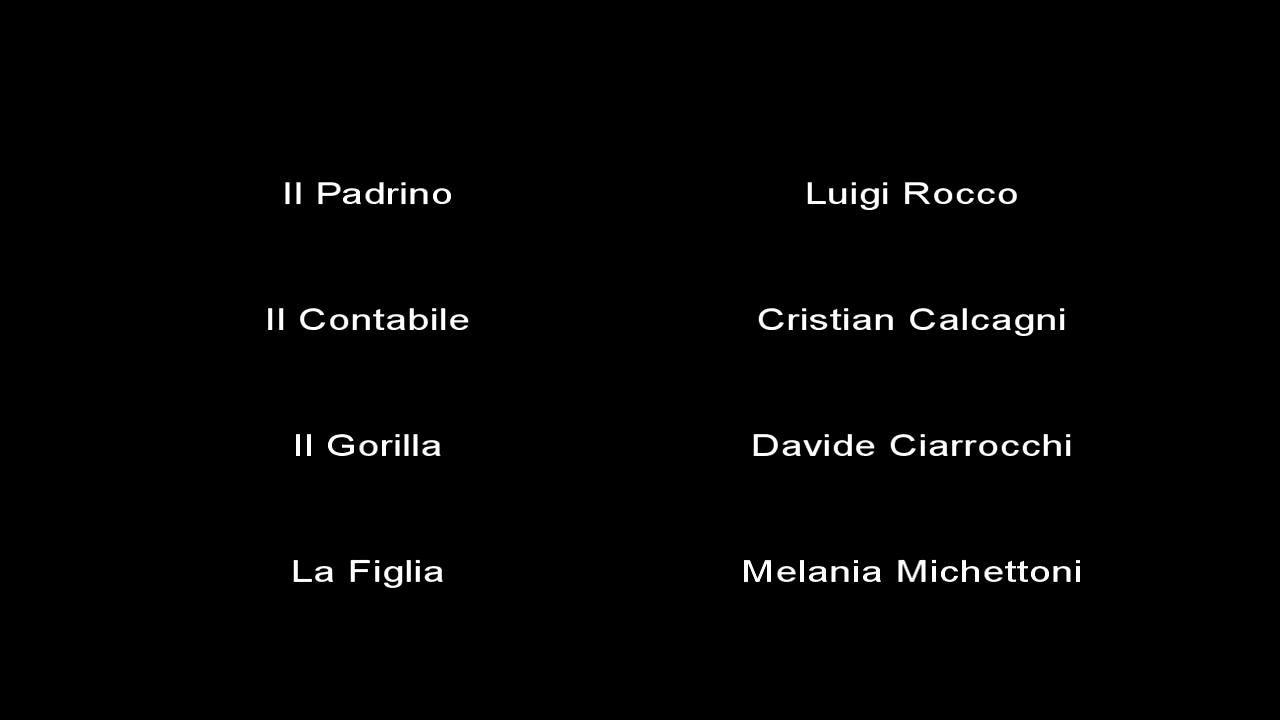 Il Padrino Luigi Rocco
Il Contabile Cristian Calcagni
Il Gorilla Davide Ciarrocchi
La Figlia Melania Michettoni